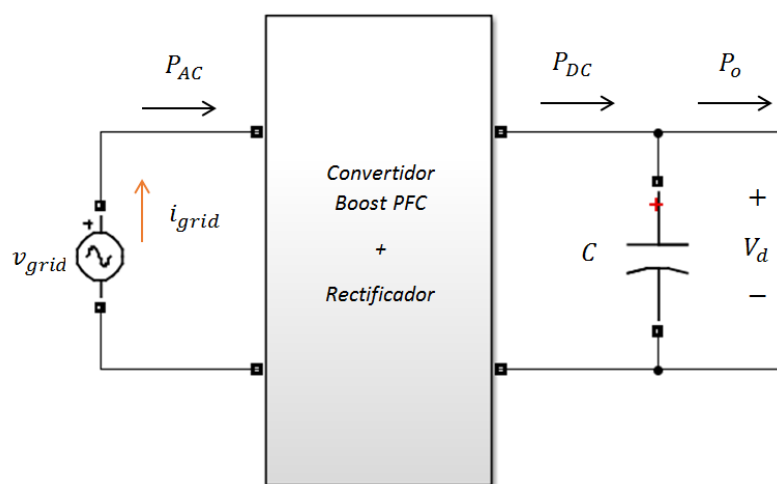 P_AC
P_DC
P_o
Convertidor
Boost PFC
+
Rectificador
i_grid
v_grid
+
C
+
V_d
−
+